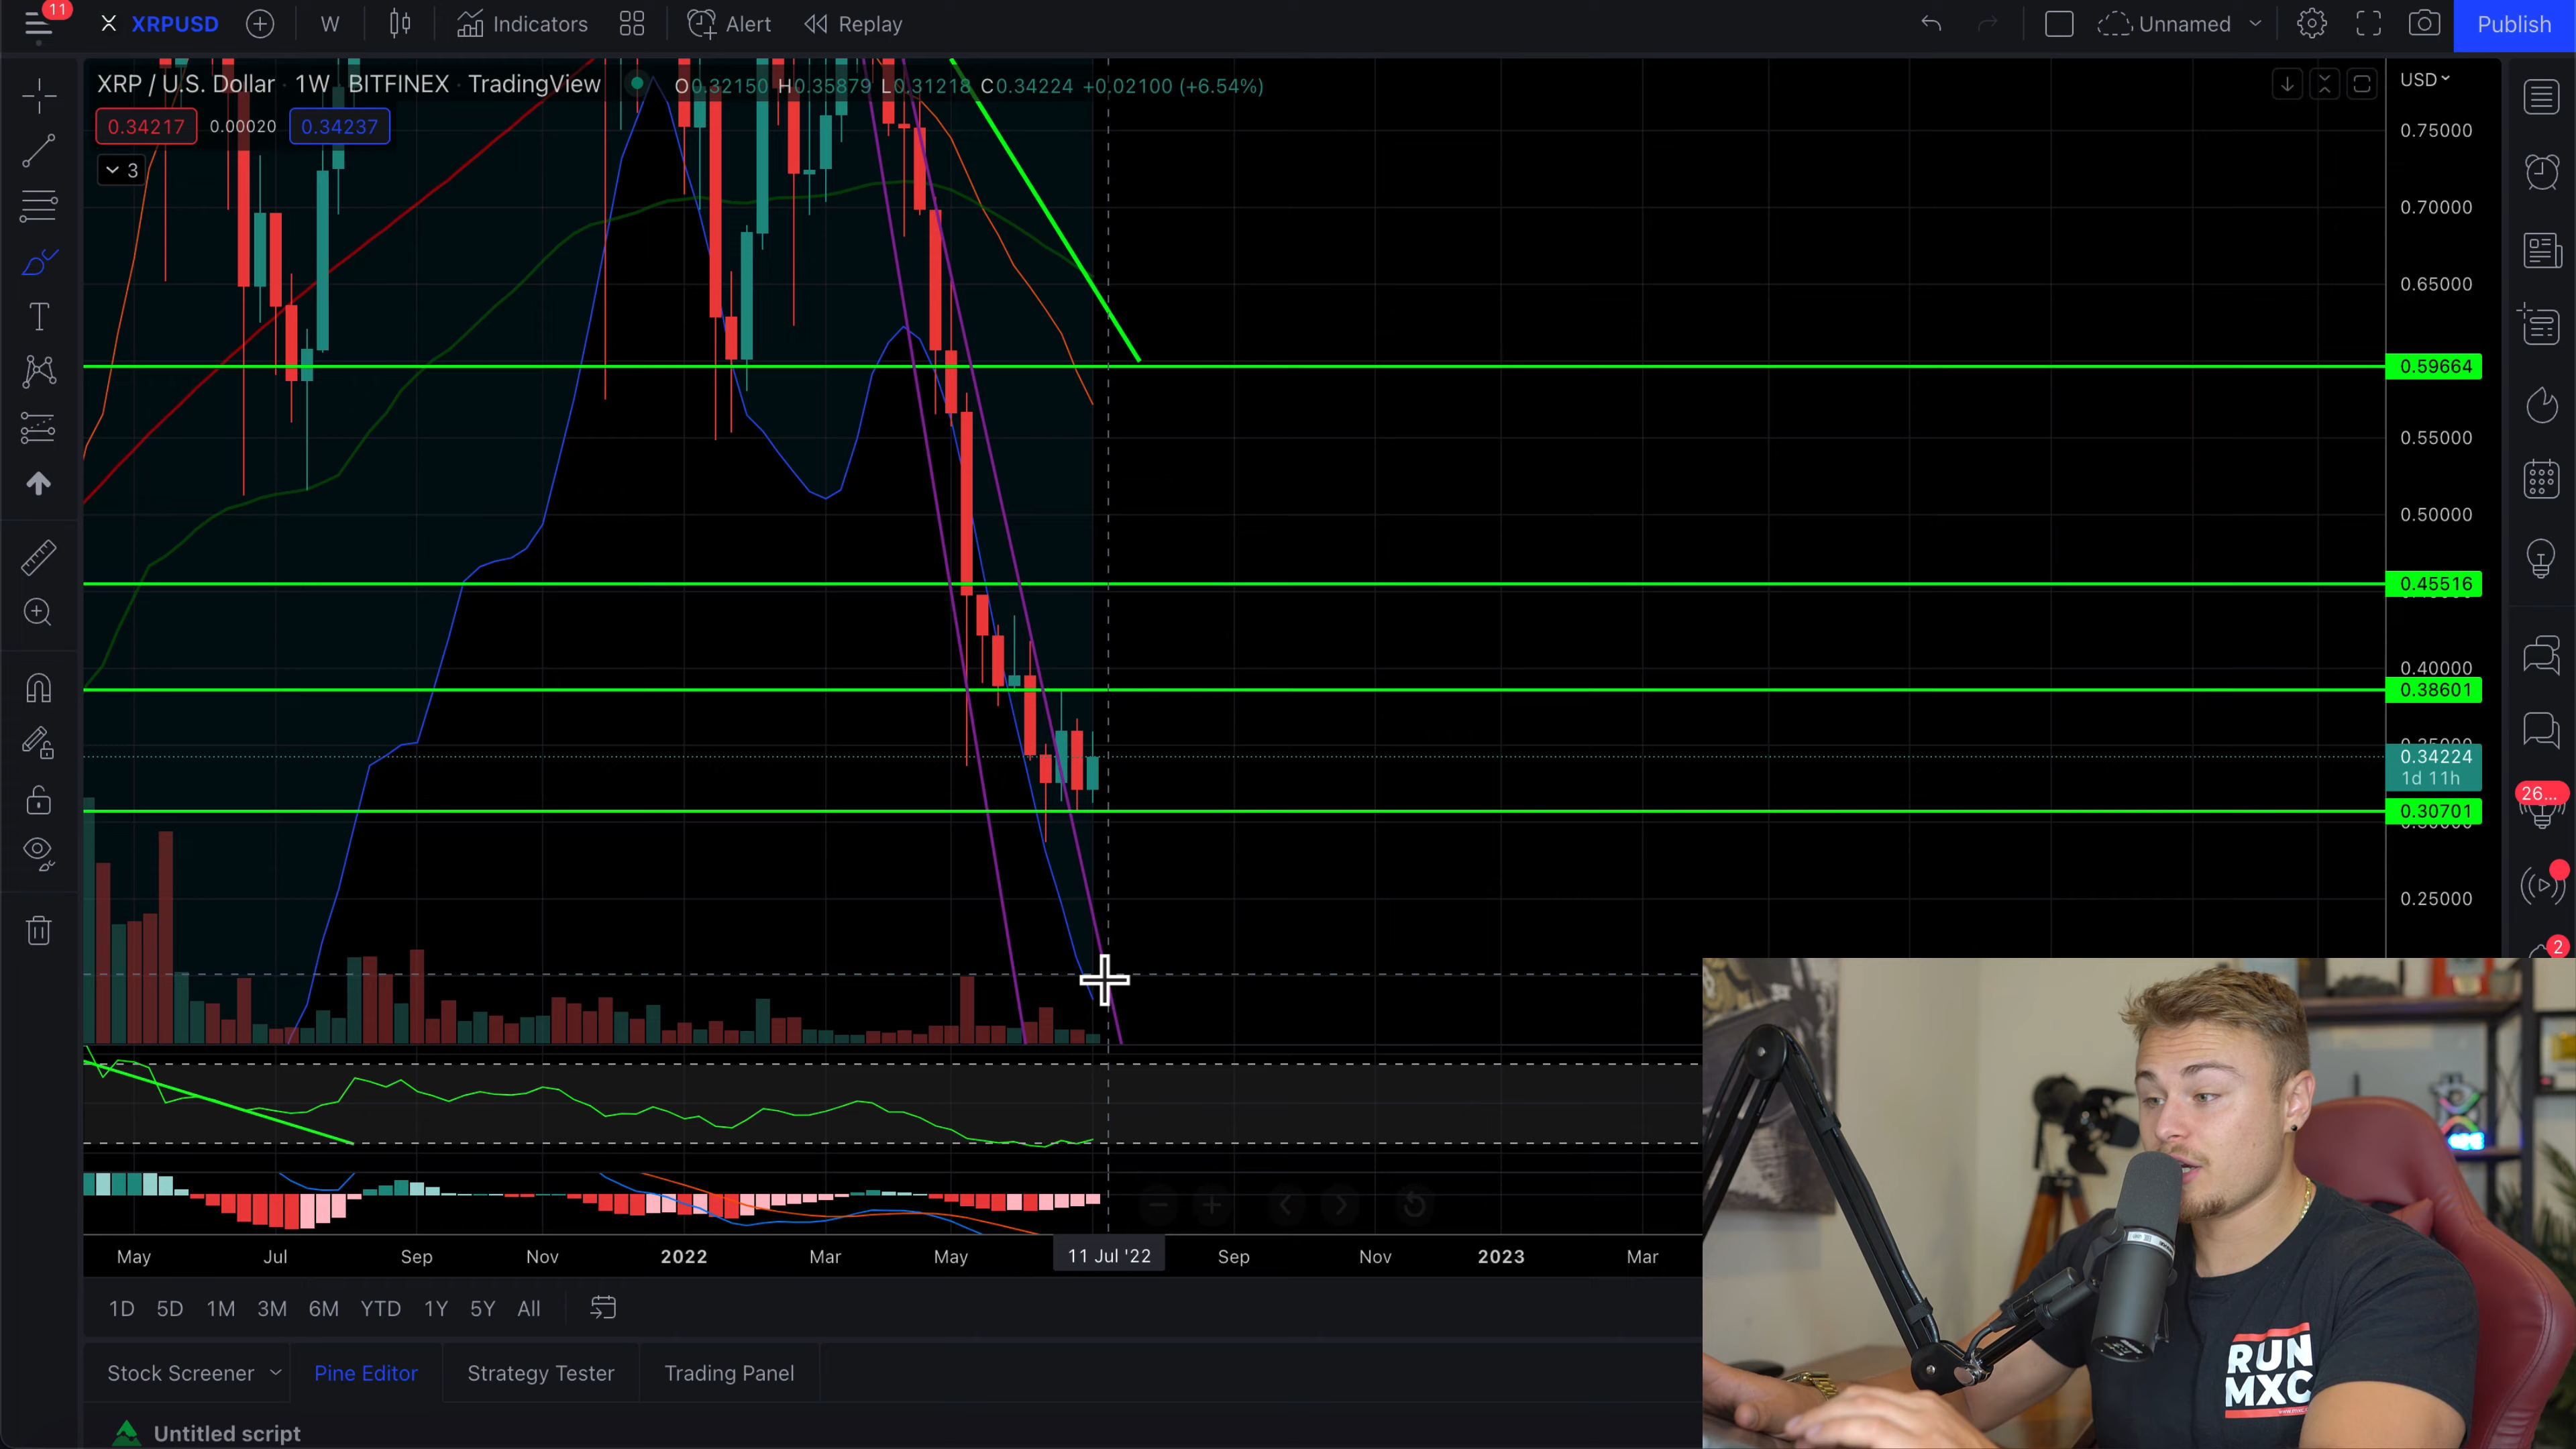 11
XRPUSD
W
Indicators
Alert
Replay
Unnamed
Publish
XRP / U.S. Dollar · 1W · BITFINEX · TradingView
O0.32150 H0.35879 L0.31218 C0.34224 +0.02100 (+6.54%)
USD
0.34217
0.00020
0.34237
3
0.75000
0.70000
0.65000
0.59664
0.55000
0.50000
0.45516
0.40000
0.38601
0.34224
1d 11h
0.30701
0.25000
26...
2
May
Jul
Sep
Nov
2022
Mar
May
11 Jul '22
Sep
Nov
2023
Mar
1D 5D 1M 3M 6M YTD 1Y 5Y All
Stock Screener
Pine Editor
Strategy Tester
Trading Panel
Untitled script
RUN
MXC